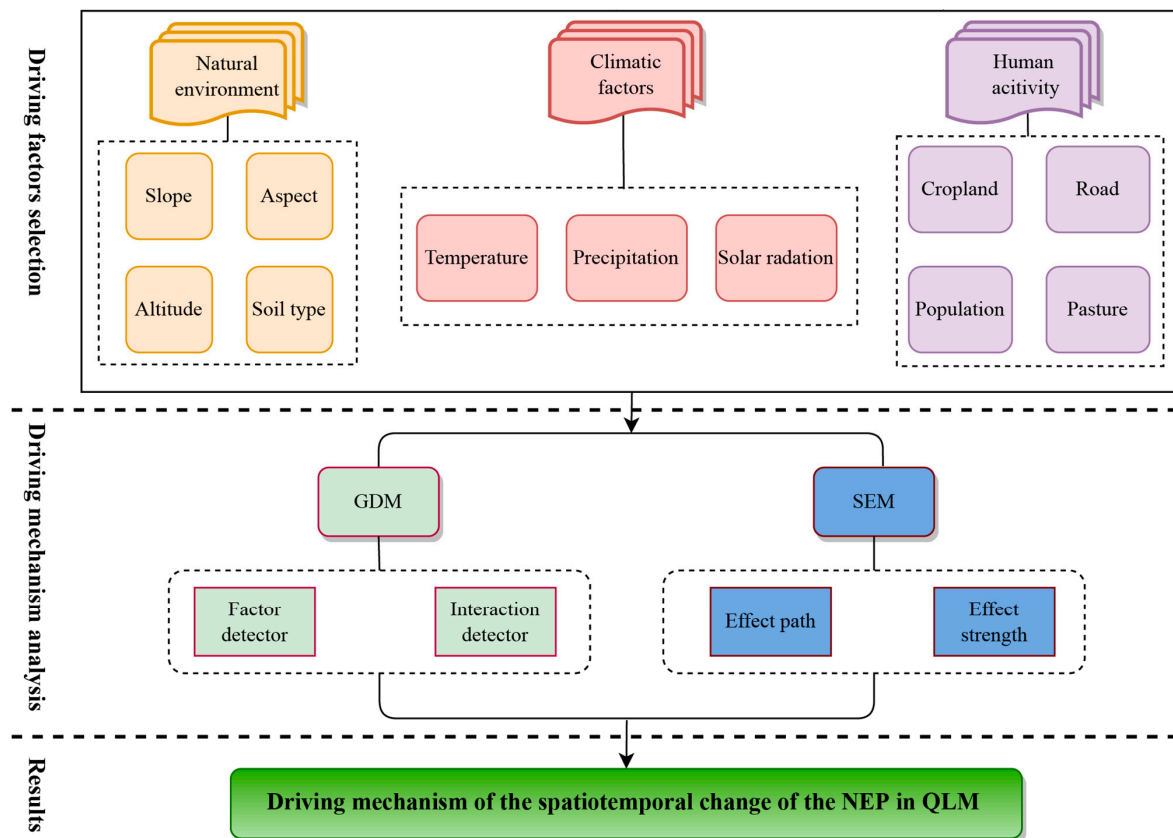 Driving factors selection
Natural
environment
Climatic
factors
Human
acitivity
Slope
Aspect
Altitude
Soil type
Temperature
Precipitation
Solar radation
Cropland
Road
Population
Pasture
Driving mechanism analysis
GDM
SEM
Factor
detector
Interaction
detector
Effect path
Effect
strength
Results
Driving mechanism of the spatiotemporal change of the NEP in QLM